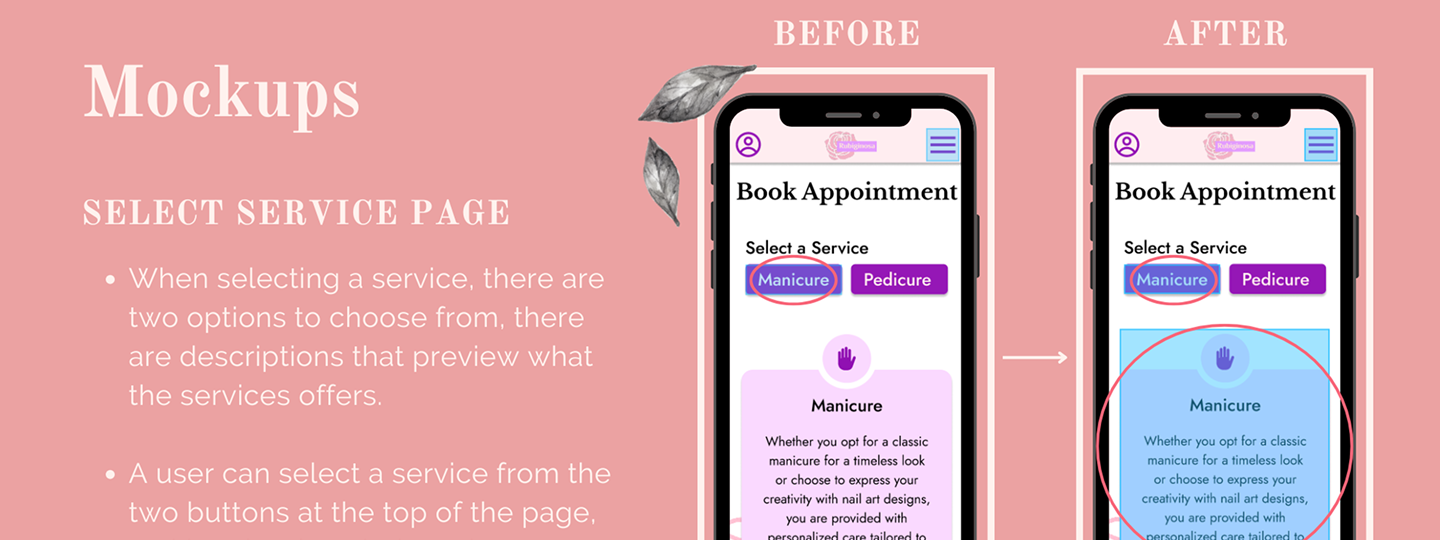 Mockups
SELECT SERVICE PAGE
• When selecting a service, there are
two options to choose from, there
are descriptions that preview what
the services offers.
• A user can select a service from the
two buttons at the top of the page,
BEFORE
Rubiginosa
Book Appointment
Select a Service
Manicure Pedicure
Manicure
Whether you opt for a classic
manicure for a timeless look
or choose to express your
creativity with nail art designs,
you are provided with
personalized care tailored to
AFTER
Rubiginosa
Book Appointment
Select a Service
Manicure Pedicure
Manicure
Whether you opt for a classic
manicure for a timeless look
or choose to express your
creativity with nail art designs,
you are provided with
personalized care tailored to